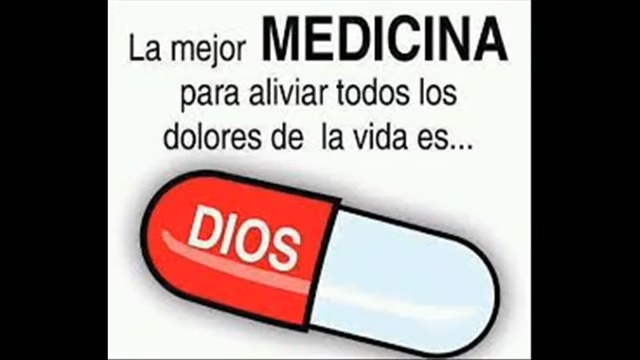 La mejor MEDICINA
para aliviar todos los
dolores de la vida es...
DIOS